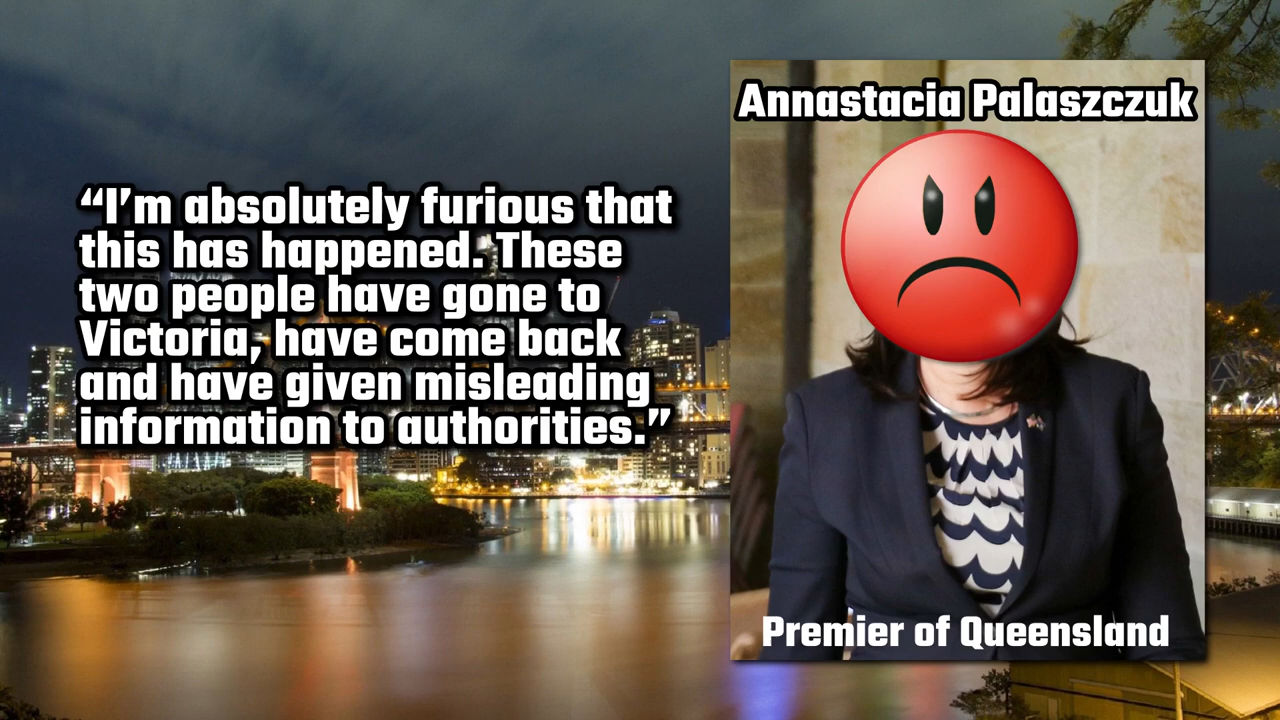 “I’m absolutely furious that
this has happened. These
two people have gone to
Victoria, have come back
and have given misleading
information to authorities.”
Annastacia Palaszczuk
Premier of Queensland